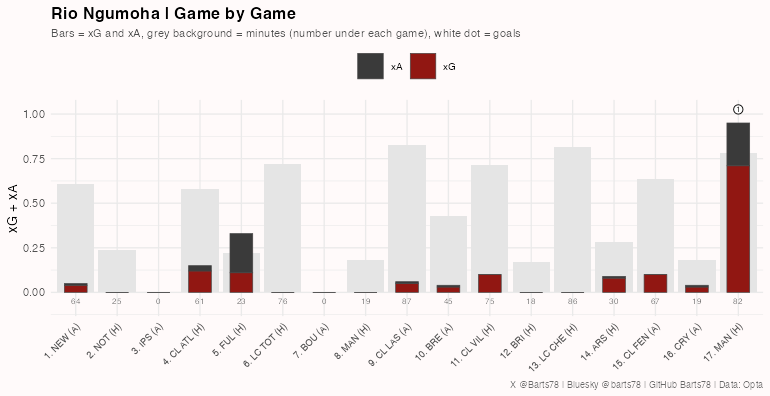 Rio Ngumoha | Game by Game
Bars = xG and xA, grey background = minutes (number under each game), white dot = goals
xA xG
xG + xA
1.00
0.75
0.50
0.25
0.00
1
64 25 0 61 23 76 0 19 87 45 75 18 86 30 67 19 82
1. NEW (A)
2. NOT (H)
3. IPS (A)
4. CL ATL (H)
5. FUL (H)
6. LC TOT (H)
7. BOU (A)
8. MAN (H)
9. CL LAS (A)
10. BRE (A)
11. CL VIL (H)
12. BRI (H)
13. LC CHE (H)
14. ARS (H)
15. CL FEN (A)
16. CRY (A)
17. MAN (H)
X @Barts78 | Bluesky @barts78 | GitHub Barts78 | Data: Opta